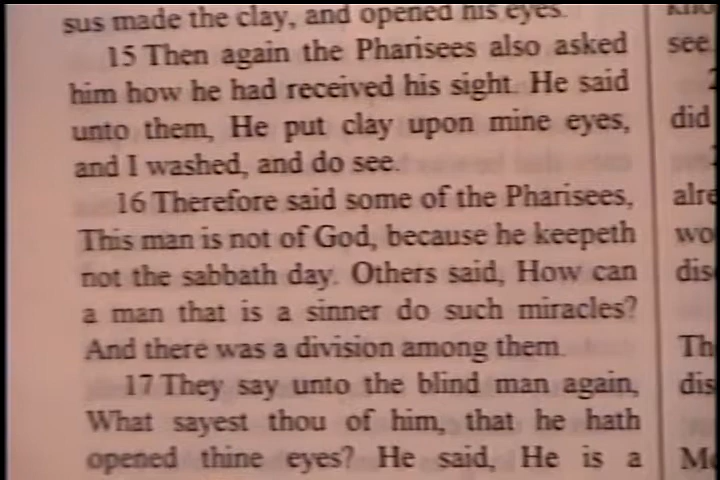 sus made the clay, and opened his eyes.
15 Then again the Pharisees also asked
him how he had received his sight. He said
unto them, He put clay upon mine eyes,
and I washed, and do see.
16 Therefore said some of the Pharisees,
This man is not of God, because he keepeth
not the sabbath day. Others said, How can
a man that is a sinner do such miracles?
And there was a division among them.
17 They say unto the blind man again,
What sayest thou of him, that he hath
opened thine eyes? He said, He is a
see.
did
alre
wo
dis
Th
dis